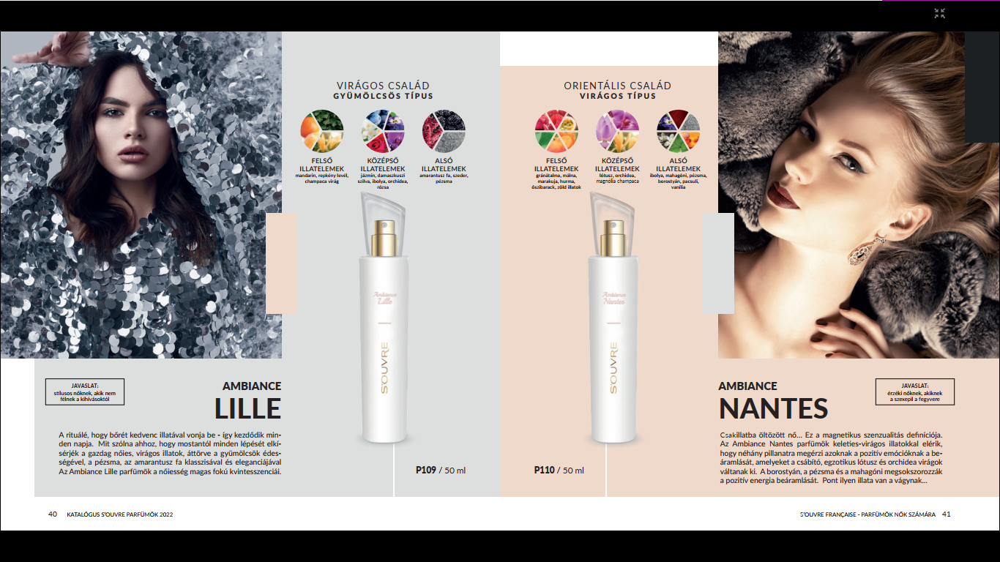 VIRÁGOS CSALÁD
GYÜMÖLCSÖS TÍPUS
FELSŐ
ILLATELEMEK
mandarin, repkény levél,
champaca virág
KÖZÉPSŐ
ILLATELEMEK
jázmin, damaszkuszi
szilva, ibolya, orchidea,
rózsa
ALSÓ
ILLATELEMEK
amarantusz fa, szeder,
pézsma
Ambiance
Lille
S'OUVRE
JAVASLAT:
stílusos nőknek, akik nem
félnek a kihívásoktól
AMBIANCE
LILLE
A rituálé, hogy bőrét kedvenc illatával vonja be - így kezdődik min-
den napja. Mit szólna ahhoz, hogy mostantól minden lépését elkí-
sérjék a gazdag nőies, virágos illatok, áttörve a gyümölcsök édes-
ségével, a pézsma, az amarantusz fa klasszisával és eleganciájával
Az Ambiance Lille parfümök a nőiesség magas fokú kvintesszenciái.
P109 / 50 ml
40 KATALÓGUS S'OUVRE PARFÜMÖK 2022
ORIENTÁLIS CSALÁD
VIRÁGOS TÍPUS
FELSŐ
ILLATELEMEK
gránátalma, málna,
marakuja, hurma,
őszibarack, zöld illatok
KÖZÉPSŐ
ILLATELEMEK
lótusz, orchidea,
magnolia champaca
ALSÓ
ILLATELEMEK
ibolya, mahagóni, pézsma,
borostyán, pacsuli,
vanília
Ambiance
Nantes
S'OUVRE
P110 / 50 ml
AMBIANCE
NANTES
JAVASLAT:
érzéki nőknek, akiknek
a szexepil a fegyvere
Csakillatba öltözött nő... Ez a magnetikus szenzualitás definíciója.
Az Ambiance Nantes parfümök keleties-virágos illatokkal elérik,
hogy néhány pillanatra megérzi azoknak a pozitív emócióknak a be-
áramlását, amelyeket a csábító, egzotikus lótusz és orchidea virágok
váltanak ki. A borostyán, a pézsma és a mahagóni megsokszorozzák
a pozitív energia beáramlását. Pont ilyen illata van a vágynak...
S'OUVRE FRANÇAISE - PARFÜMÖK NŐK SZÁMÁRA 41